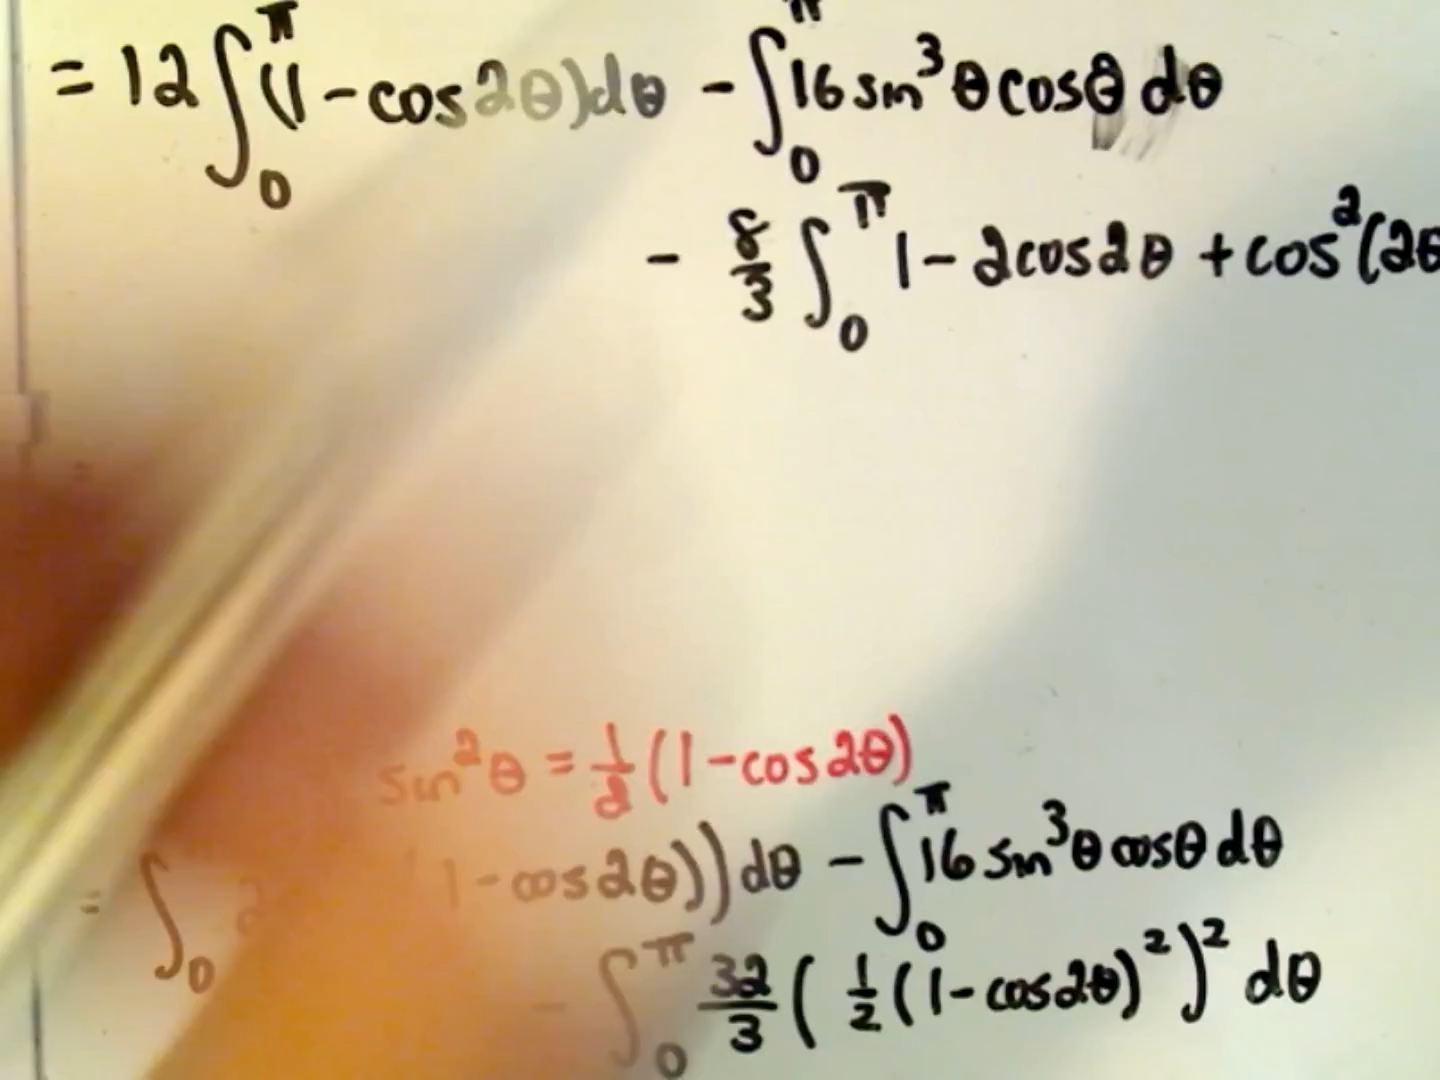 = 12 ∫₀^π (1 - cos2θ)dθ - ∫₀^π 16 sin³θ cosθ dθ
- 8/3 ∫₀^π 1 - 2cos2θ + cos²(2θ
sin²θ = 1/2 (1 - cos2θ)
= ∫₀ 1 - cos2θ)) dθ - ∫₀^π 16 sin³θ cosθ dθ
- ∫₀^π 32/3 ( 1/2 (1 - cos2θ)² )² dθ